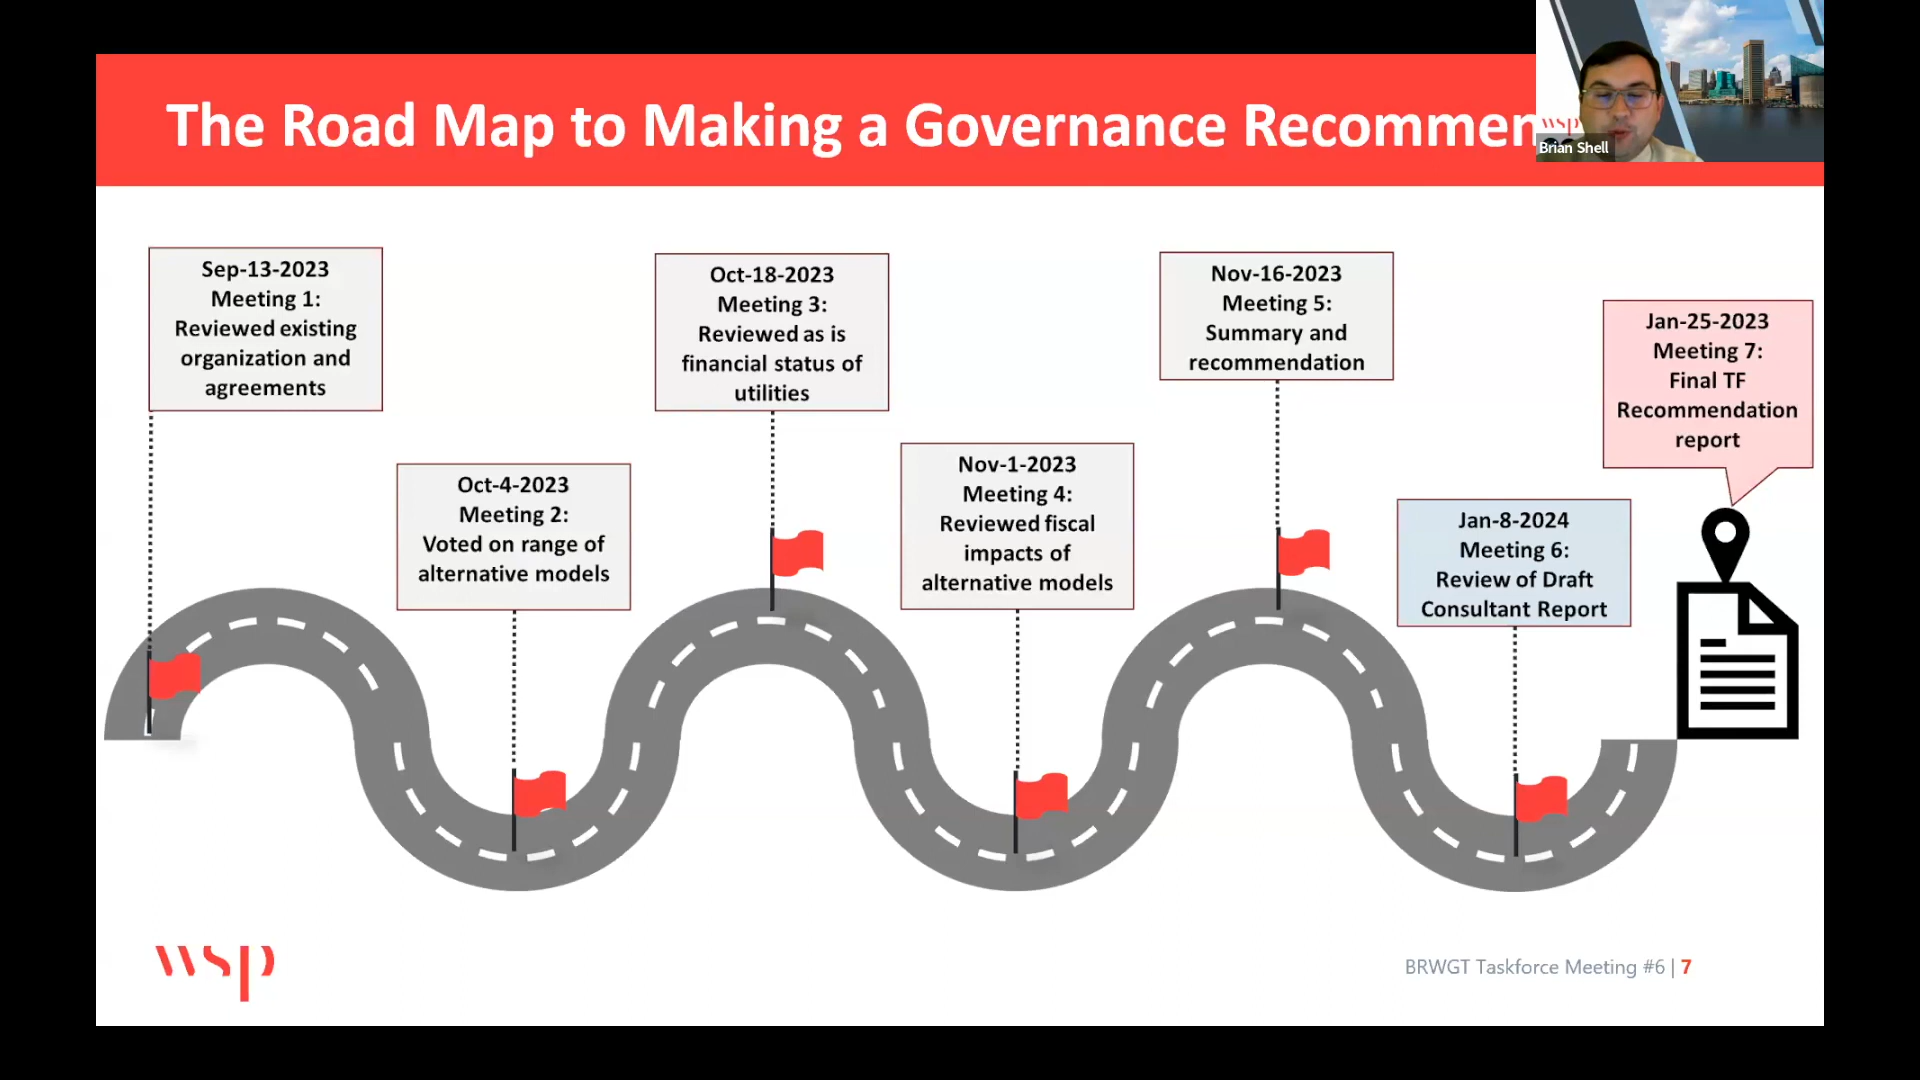 The Road Map to Making a Governance Recommen
wsp
Brian Shell
Sep-13-2023
Meeting 1:
Reviewed existing
organization and
agreements
Oct-4-2023
Meeting 2:
Voted on range of
alternative models
Oct-18-2023
Meeting 3:
Reviewed as is
financial status of
utilities
Nov-1-2023
Meeting 4:
Reviewed fiscal
impacts of
alternative models
Nov-16-2023
Meeting 5:
Summary and
recommendation
Jan-8-2024
Meeting 6:
Review of Draft
Consultant Report
Jan-25-2023
Meeting 7:
Final TF
Recommendation
report
wsp
BRWGT Taskforce Meeting #6 | 7